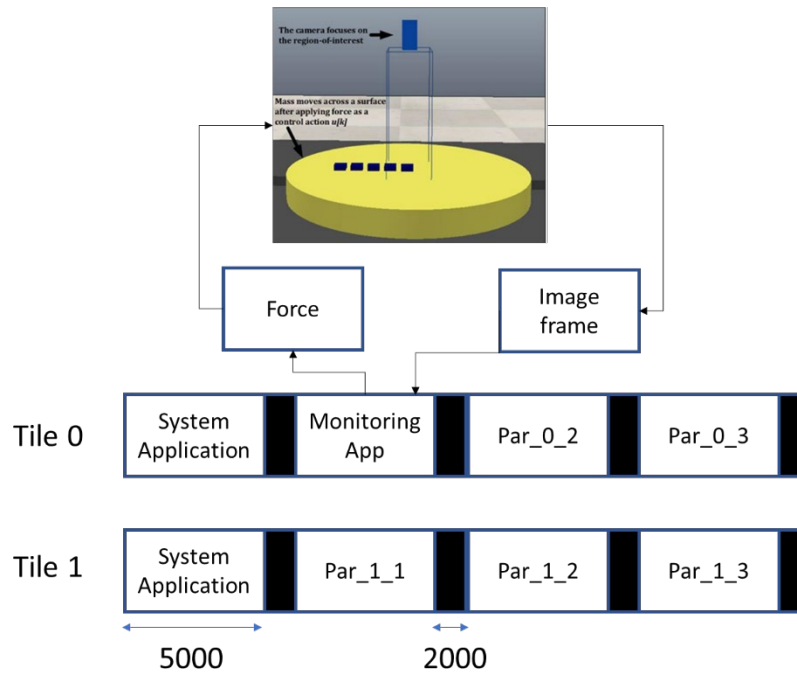 The camera focuses on
the region-of-interest
Mass moves across a surface
after applying force as a
control action u[k]
Force
Image
frame
Tile 0
System
Application
Monitoring
App
Par_0_2
Par_0_3
Tile 1
System
Application
Par_1_1
Par_1_2
Par_1_3
5000
2000